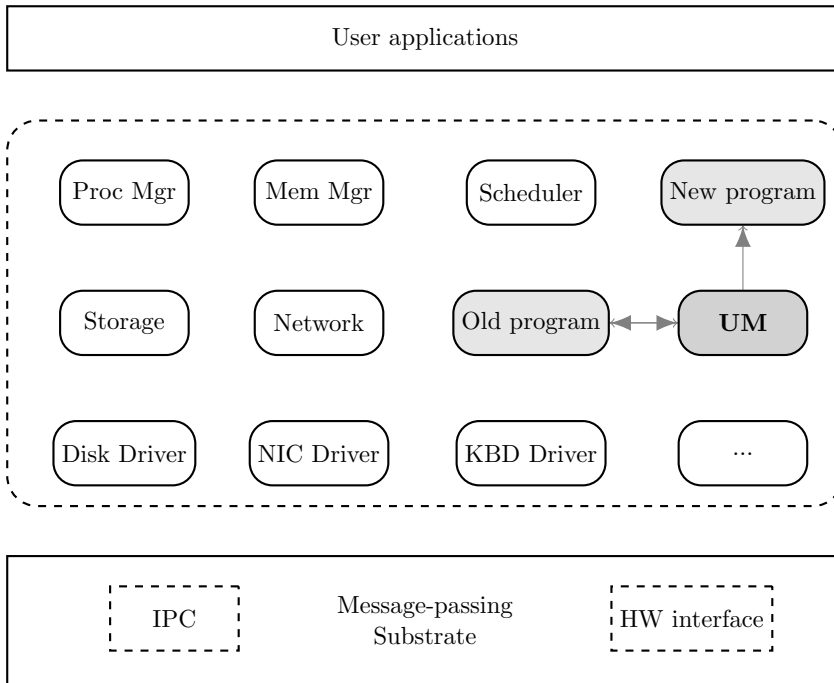 User applications
Proc Mgr
Mem Mgr
Scheduler
New program
Storage
Network
Old program
UM
Disk Driver
NIC Driver
KBD Driver
...
IPC
Message-passing
Substrate
HW interface